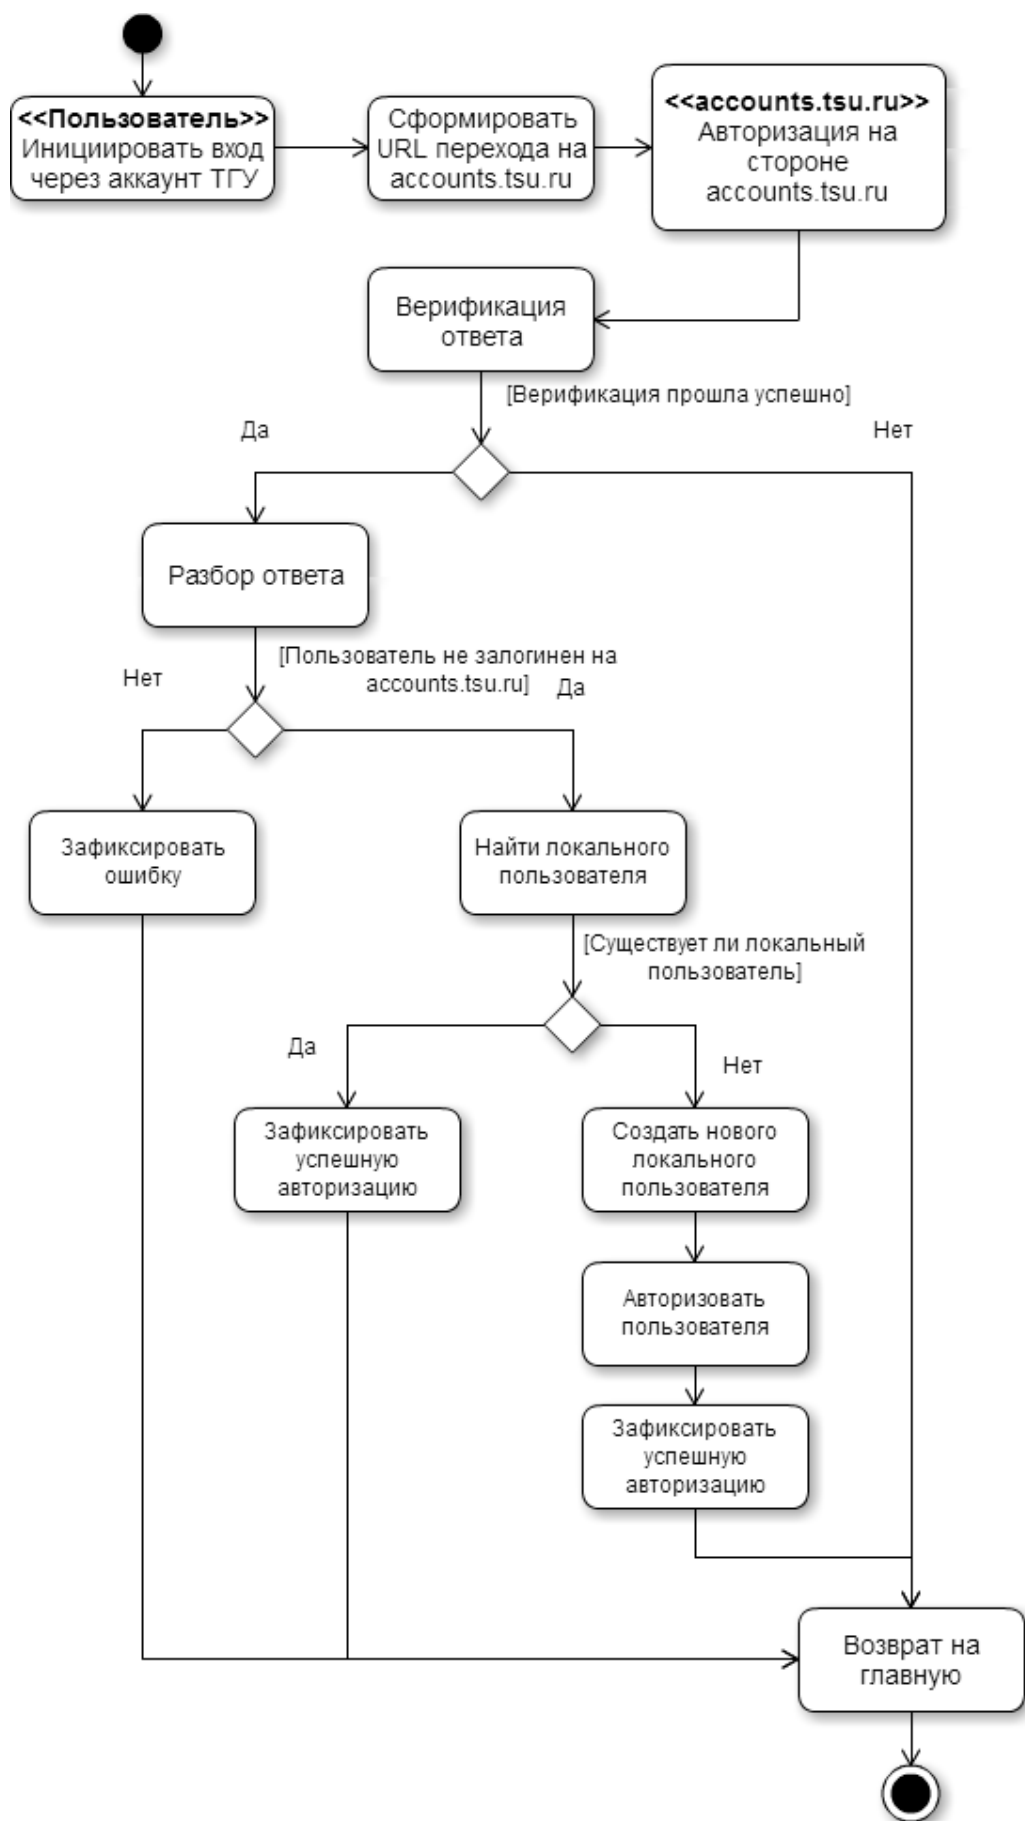 <<Пользователь>>
Инициировать вход
через аккаунт ТГУ
Сформировать
URL перехода на
accounts.tsu.ru
<<accounts.tsu.ru>>
Авторизация на
стороне
accounts.tsu.ru
Верификация
ответа
[Верификация прошла успешно]
Да
Нет
Разбор ответа
[Пользователь не залогинен на
accounts.tsu.ru]
Нет
Да
Зафиксировать
ошибку
Найти локального
пользователя
[Существует ли локальный
пользователь]
Да
Нет
Зафиксировать
успешную
авторизацию
Создать нового
локального
пользователя
Авторизовать
пользователя
Зафиксировать
успешную
авторизацию
Возврат на
главную